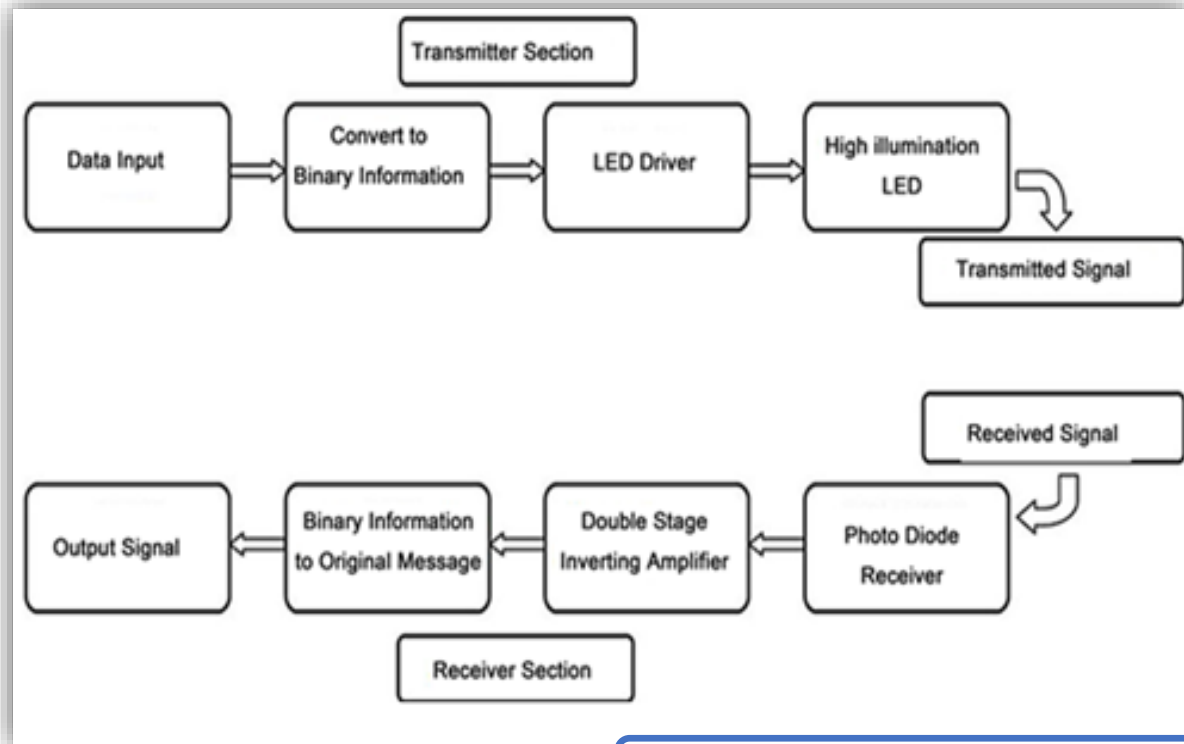 Transmitter Section
Data Input
Convert to
Binary Information
LED Driver
High illumination
LED
Transmitted Signal
Received Signal
Photo Diode
Receiver
Double Stage
Inverting Amplifier
Binary Information
to Original Message
Output Signal
Receiver Section